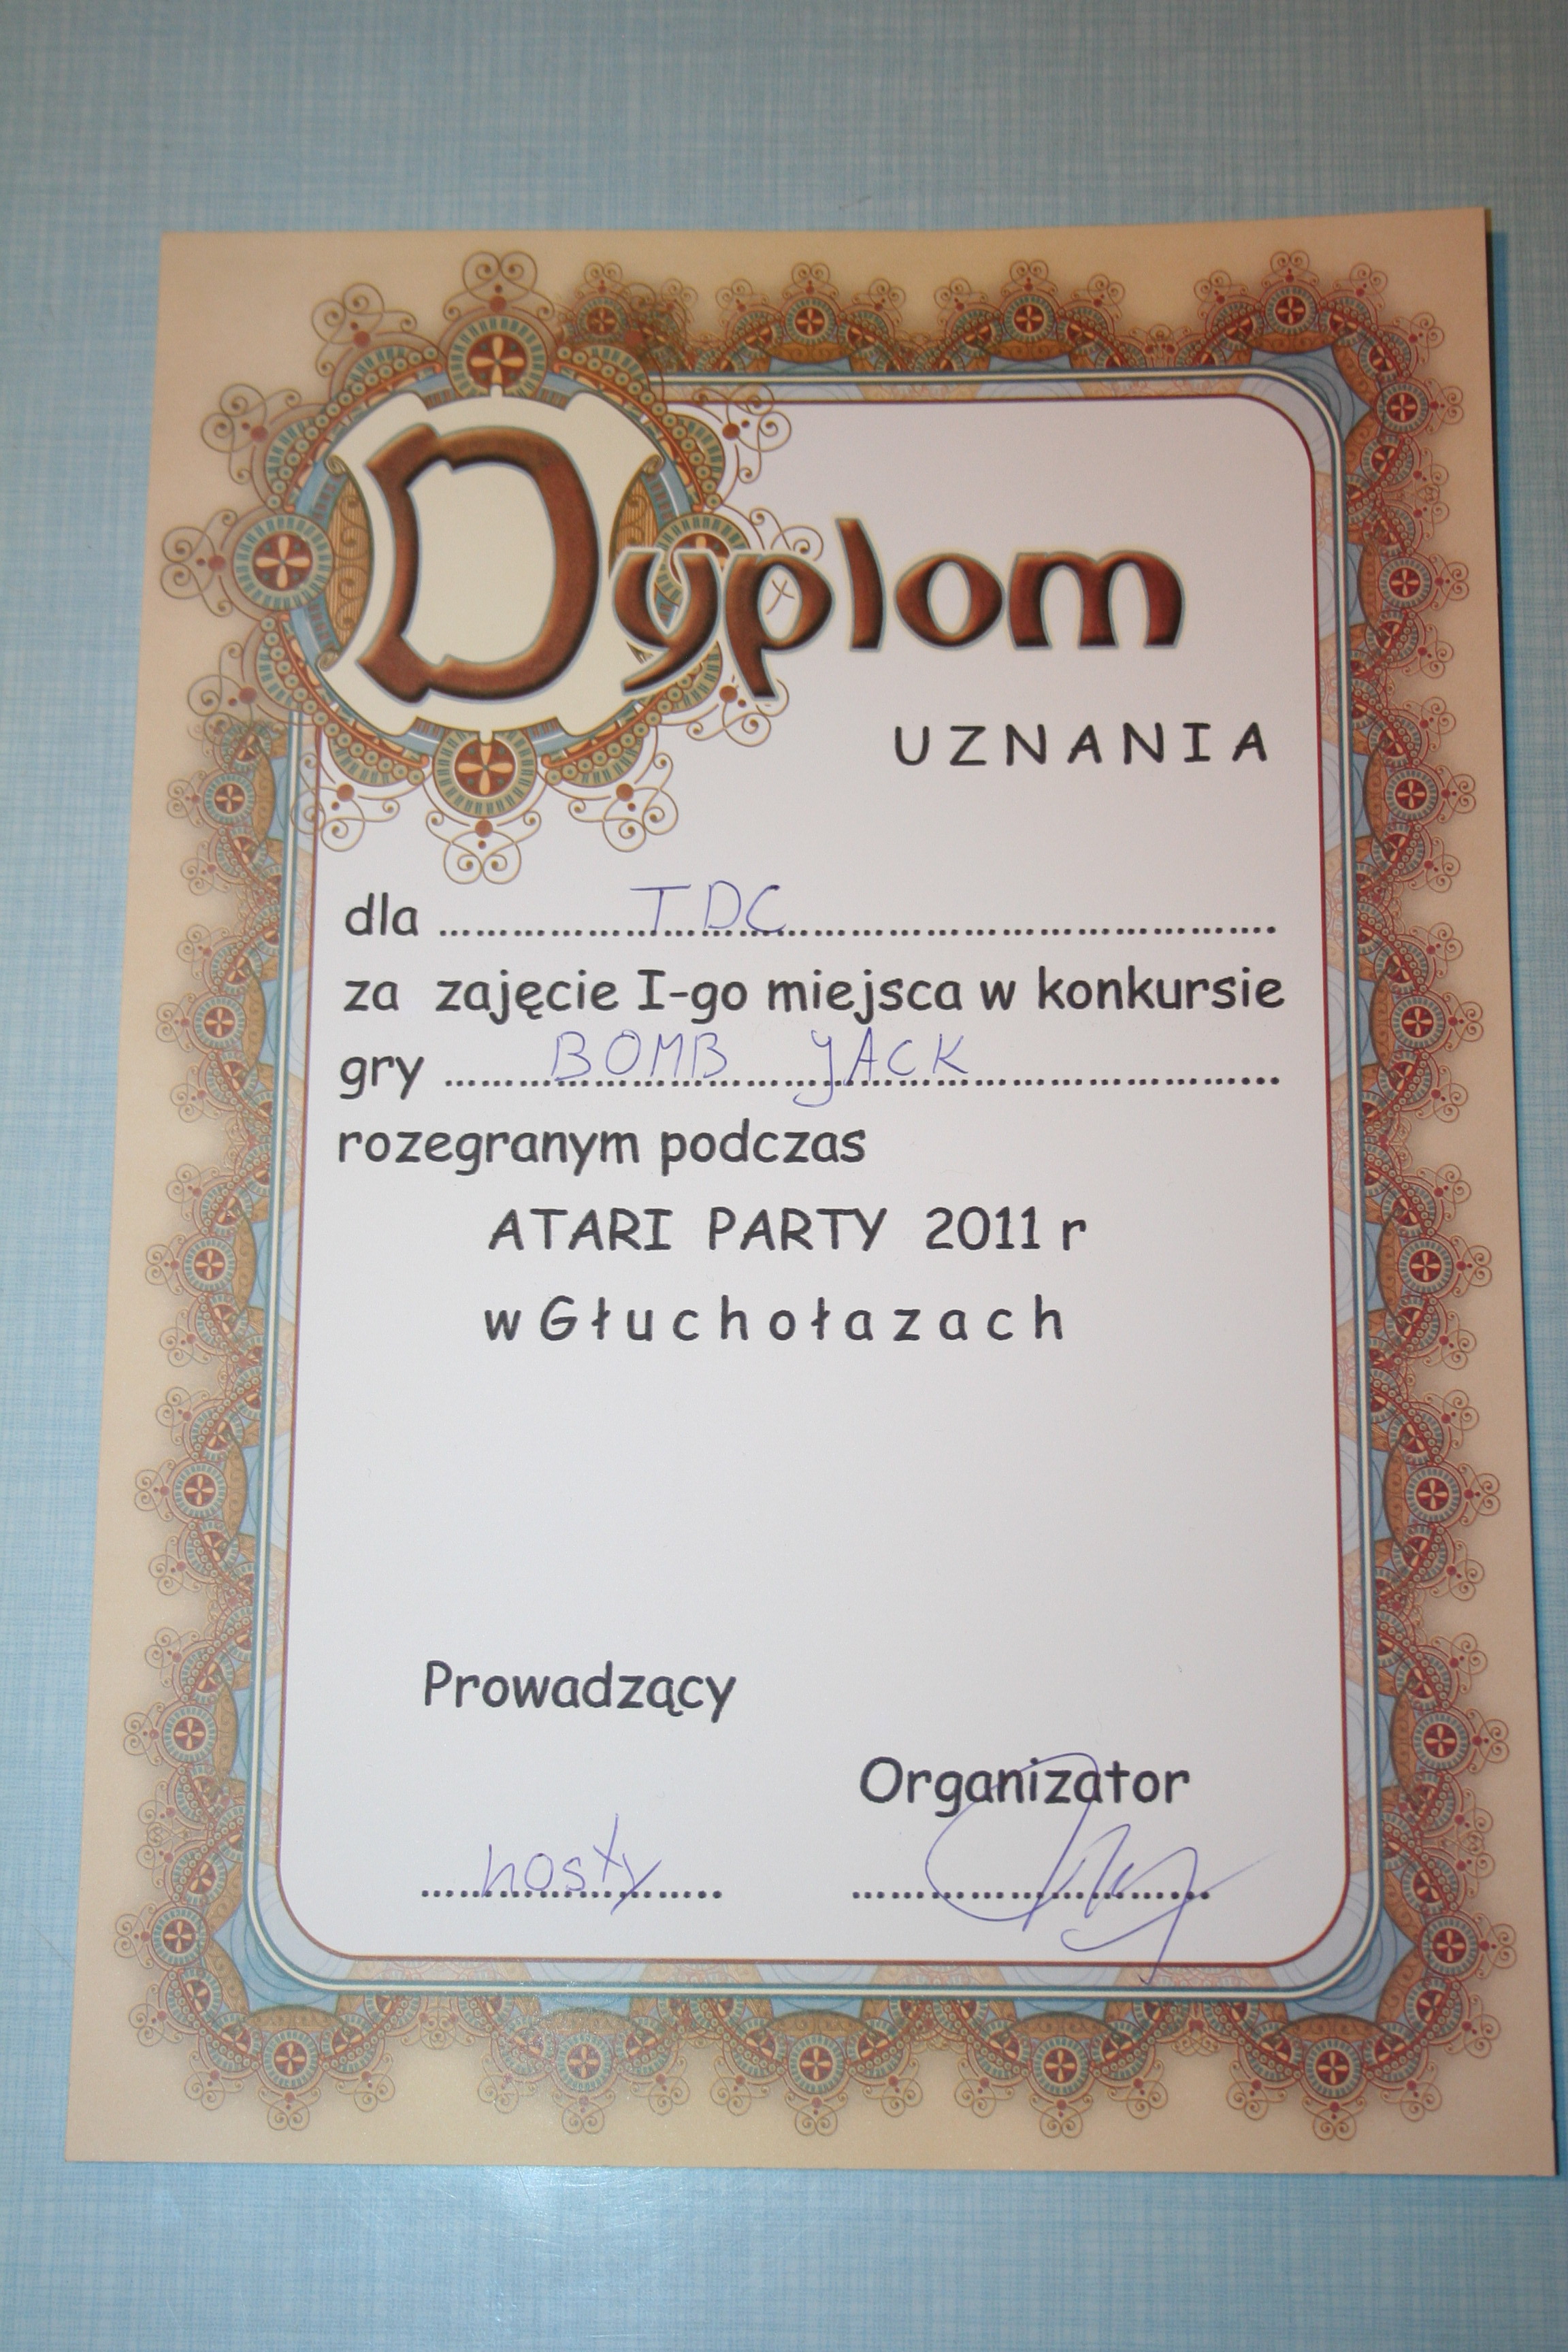 Dyplom
UZNANIA
dla TDC
za zajęcie I-go miejsca w konkursie
gry BOMB JACK
rozegranym podczas
ATARI PARTY 2011 r
w Głuchołazach
Prowadzący
Organizator
hosty